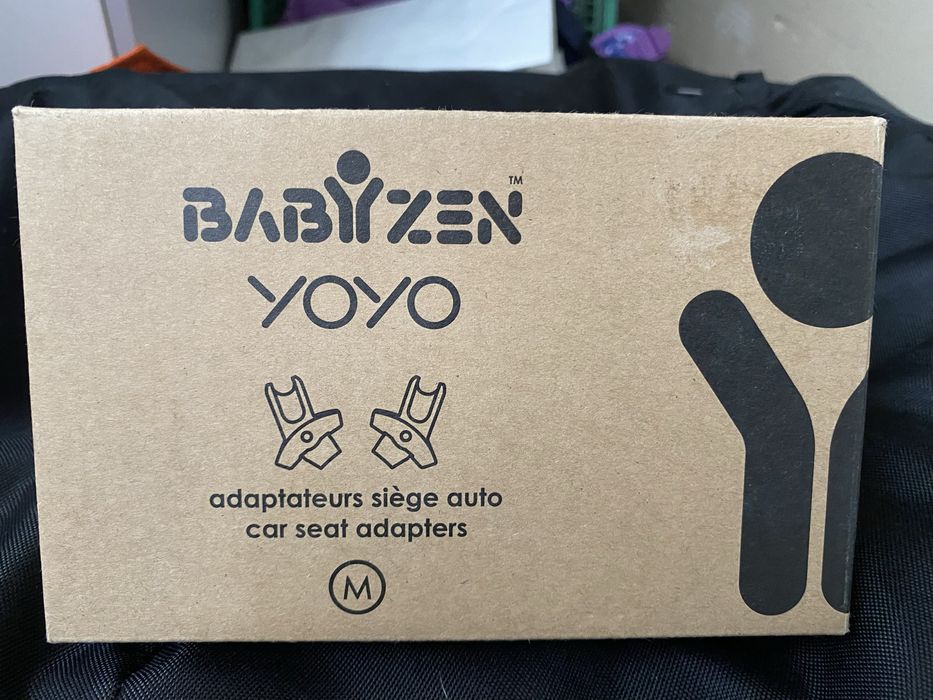 BABYZEN™
YOYO
adaptateurs siège auto
car seat adapters
M